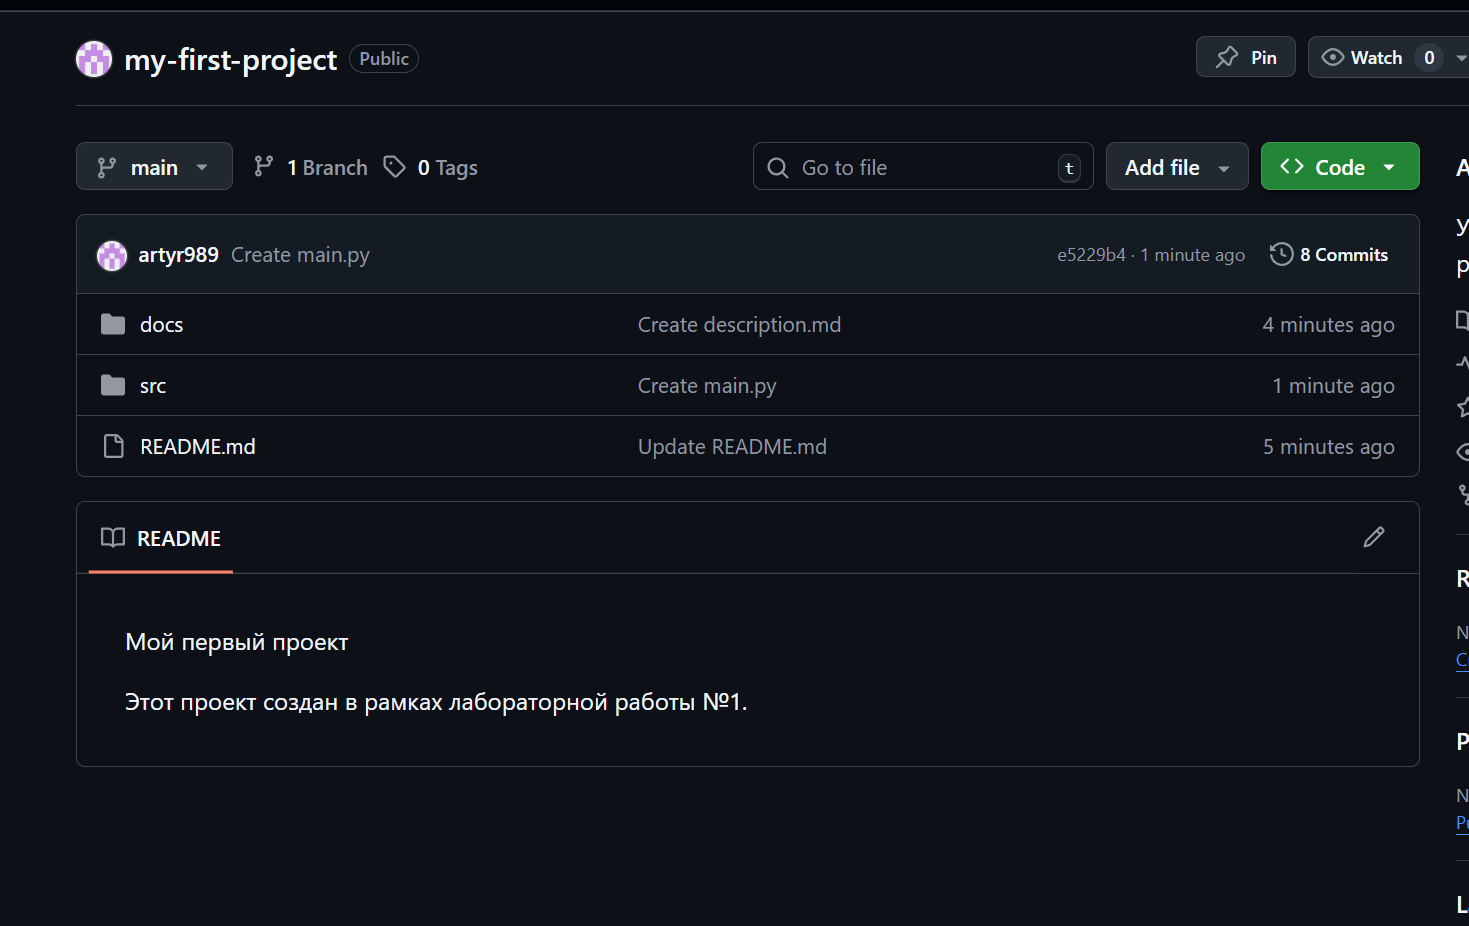 my-first-project Public Pin Watch 0
main 1 Branch 0 Tags Go to file t Add file Code
artyr989 Create main.py e5229b4 · 1 minute ago 8 Commits
docs Create description.md 4 minutes ago
src Create main.py 1 minute ago
README.md Update README.md 5 minutes ago
README
Мой первый проект
Этот проект создан в рамках лабораторной работы №1.